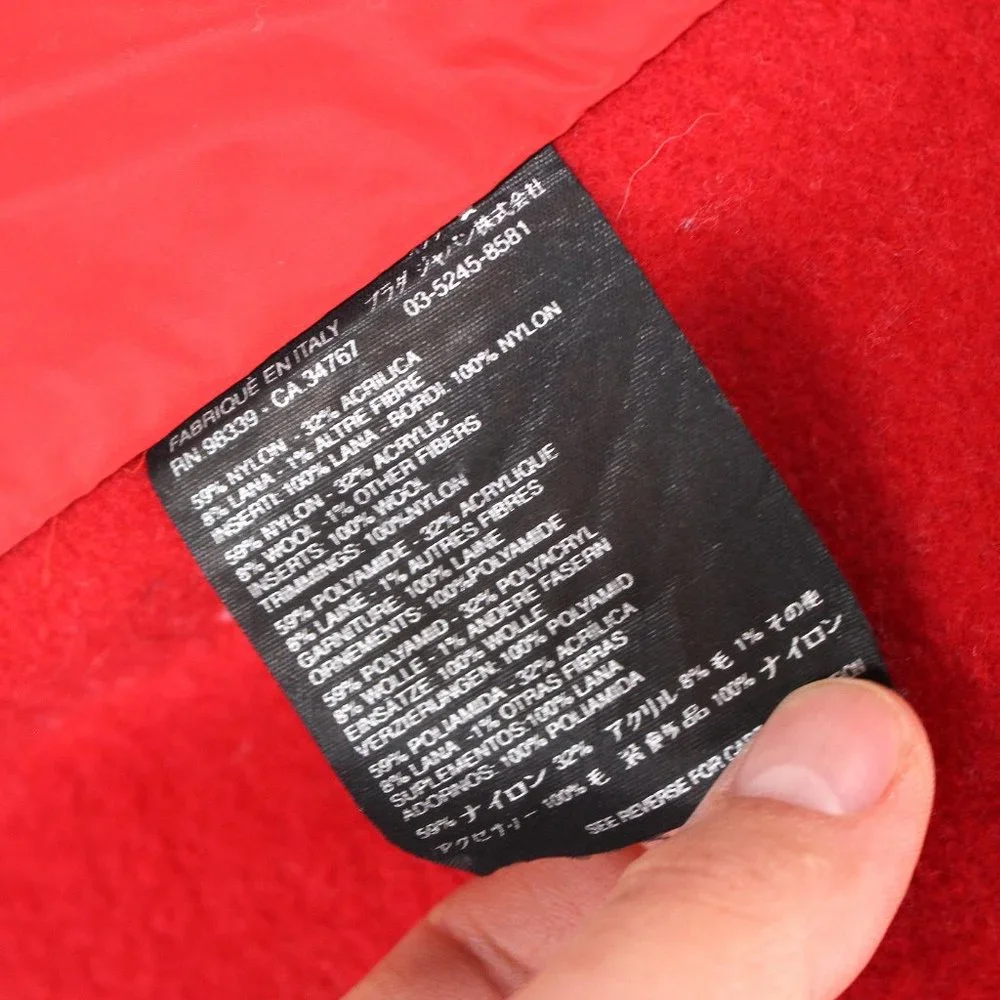 プラダ ジャパン株式会社
03-5245-8581
FABRIQUÈ EN ITALY
RN 98339 - CA 34767
59% NYLON - 32% ACRILICA
8% LANA - 1% ALTRE FIBRE
INSERTI: 100% LANA - BORDI: 100% NYLON
59% NYLON - 32% ACRYLIC
8% WOOL - 1% OTHER FIBERS
INSERTS: 100% WOOL
TRIMMINGS: 100%NYLON
59% POLYAMIDE - 32% ACRYLIQUE
8% LAINE - 1% AUTRES FIBRES
GARNITURE: 100% LAINE
ORNEMENTS: 100%POLYAMIDE
59% POLYAMID - 32% POLYACRYL
8% WOLLE - 1% ANDERE FASERN
EINSATZE: 100% WOLLE
VERZIERUNGEN: 100% POLYAMID
59% POLIAMIDA - 32% ACRÍLICA
8% LANA - 1% OTRAS FIBRAS
SUPLEMENTOS:100% LANA
ADORNOS: 100% POLIAMIDA
59% ナイロン 32% アクリル 8% 毛 1% その他
アクセサリー 100% 毛 品 100% ナイロン
SEE REVERSE FOR